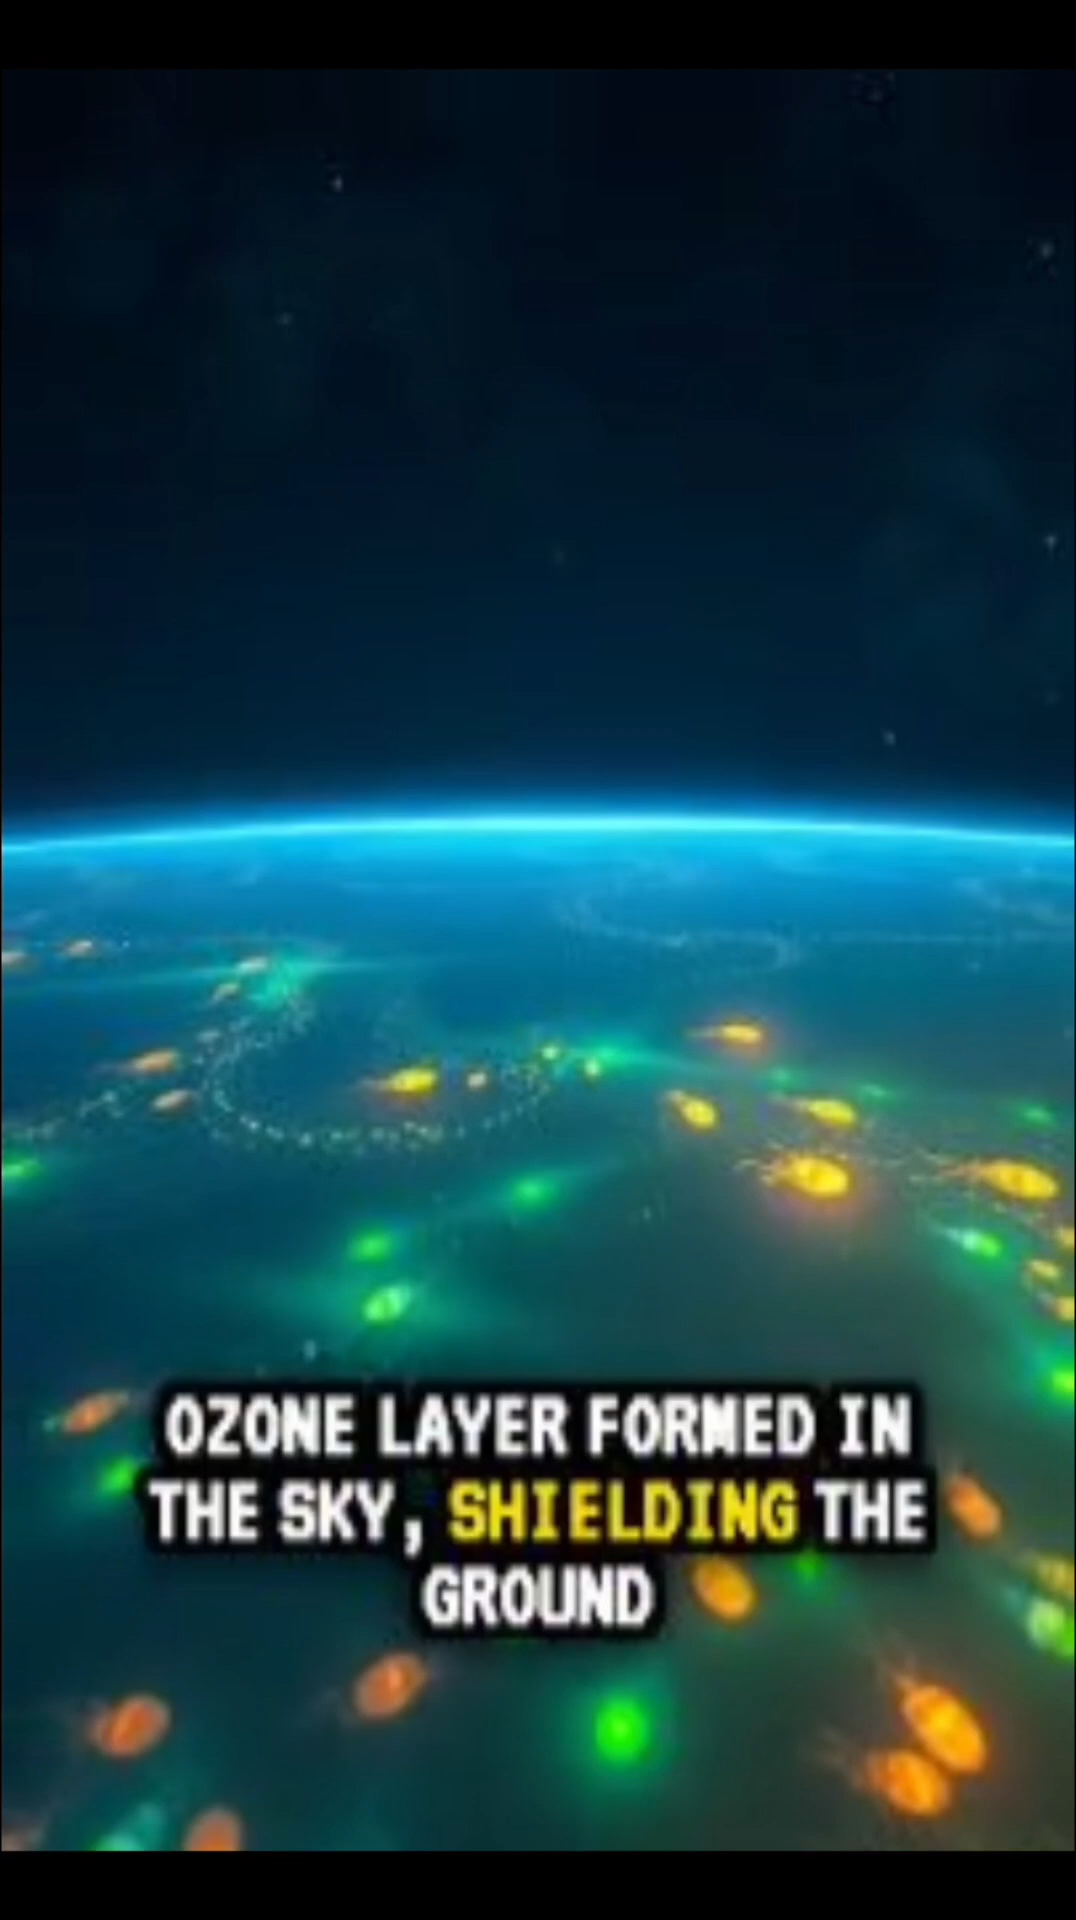 OZONE LAYER FORMED IN
THE SKY, SHIELDING THE
GROUND